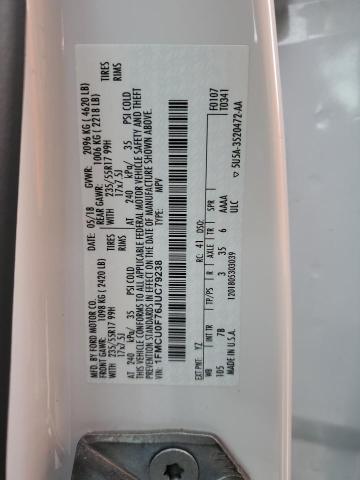 MFD. BY FORD MOTOR CO.
DATE: 05/18 GVWR: 2096 KG ( 4620 LB)
FRONT GAWR: 1098 KG ( 2420 LB) REAR GAWR: 1006 KG ( 2218 LB)
WITH 235/55R17 99H TIRES WITH 235/55R17 99H TIRES
17x7.5J RIMS 17x7.5J RIMS
AT 240 kPa/ 35 PSI COLD AT 240 kPa/ 35 PSI COLD
THIS VEHICLE CONFORMS TO ALL APPLICABLE FEDERAL MOTOR VEHICLE SAFETY AND THEFT
PREVENTION STANDARDS IN EFFECT ON THE DATE OF MANUFACTURE SHOWN ABOVE.
VIN: 1FMCU0F76JUC79238
TYPE: MPV
F0107
T0341
EXT PNT: YZ RC: 41 DSO:
WB INT TR TP/PS R AXLE TR SPR
105 7B 3 35 6 AAAA
MADE IN U.S.A. 1201805303039 ULC
5U5A-3520472-AA